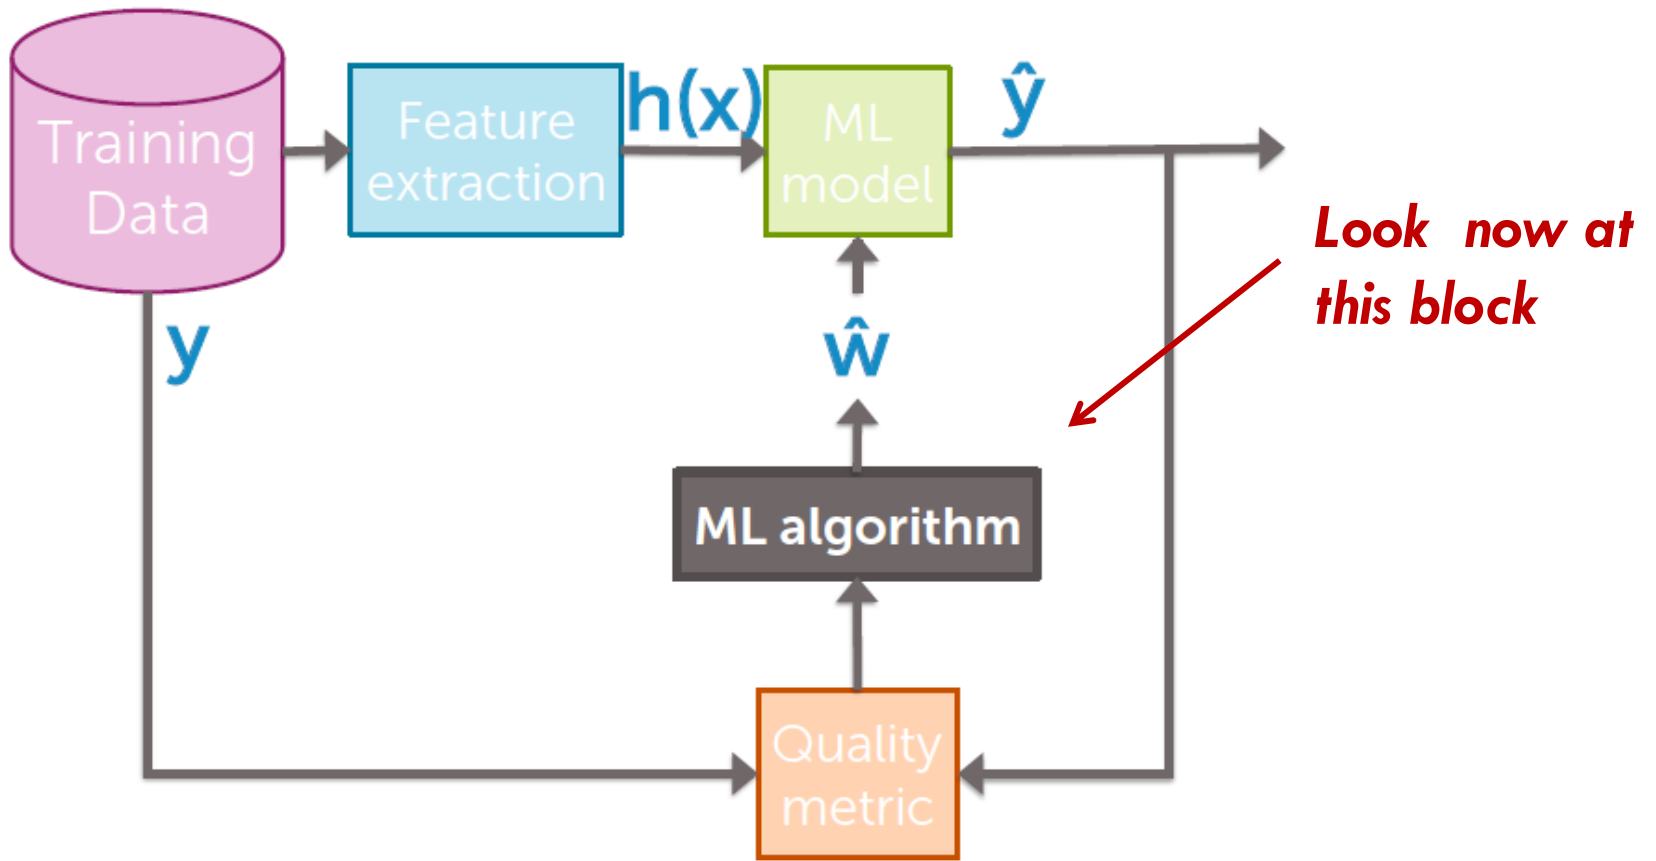 Training
Data
Feature
extraction
h(x)
ML
model
ŷ
Look now at
this block
y
ŵ
ML algorithm
Quality
metric